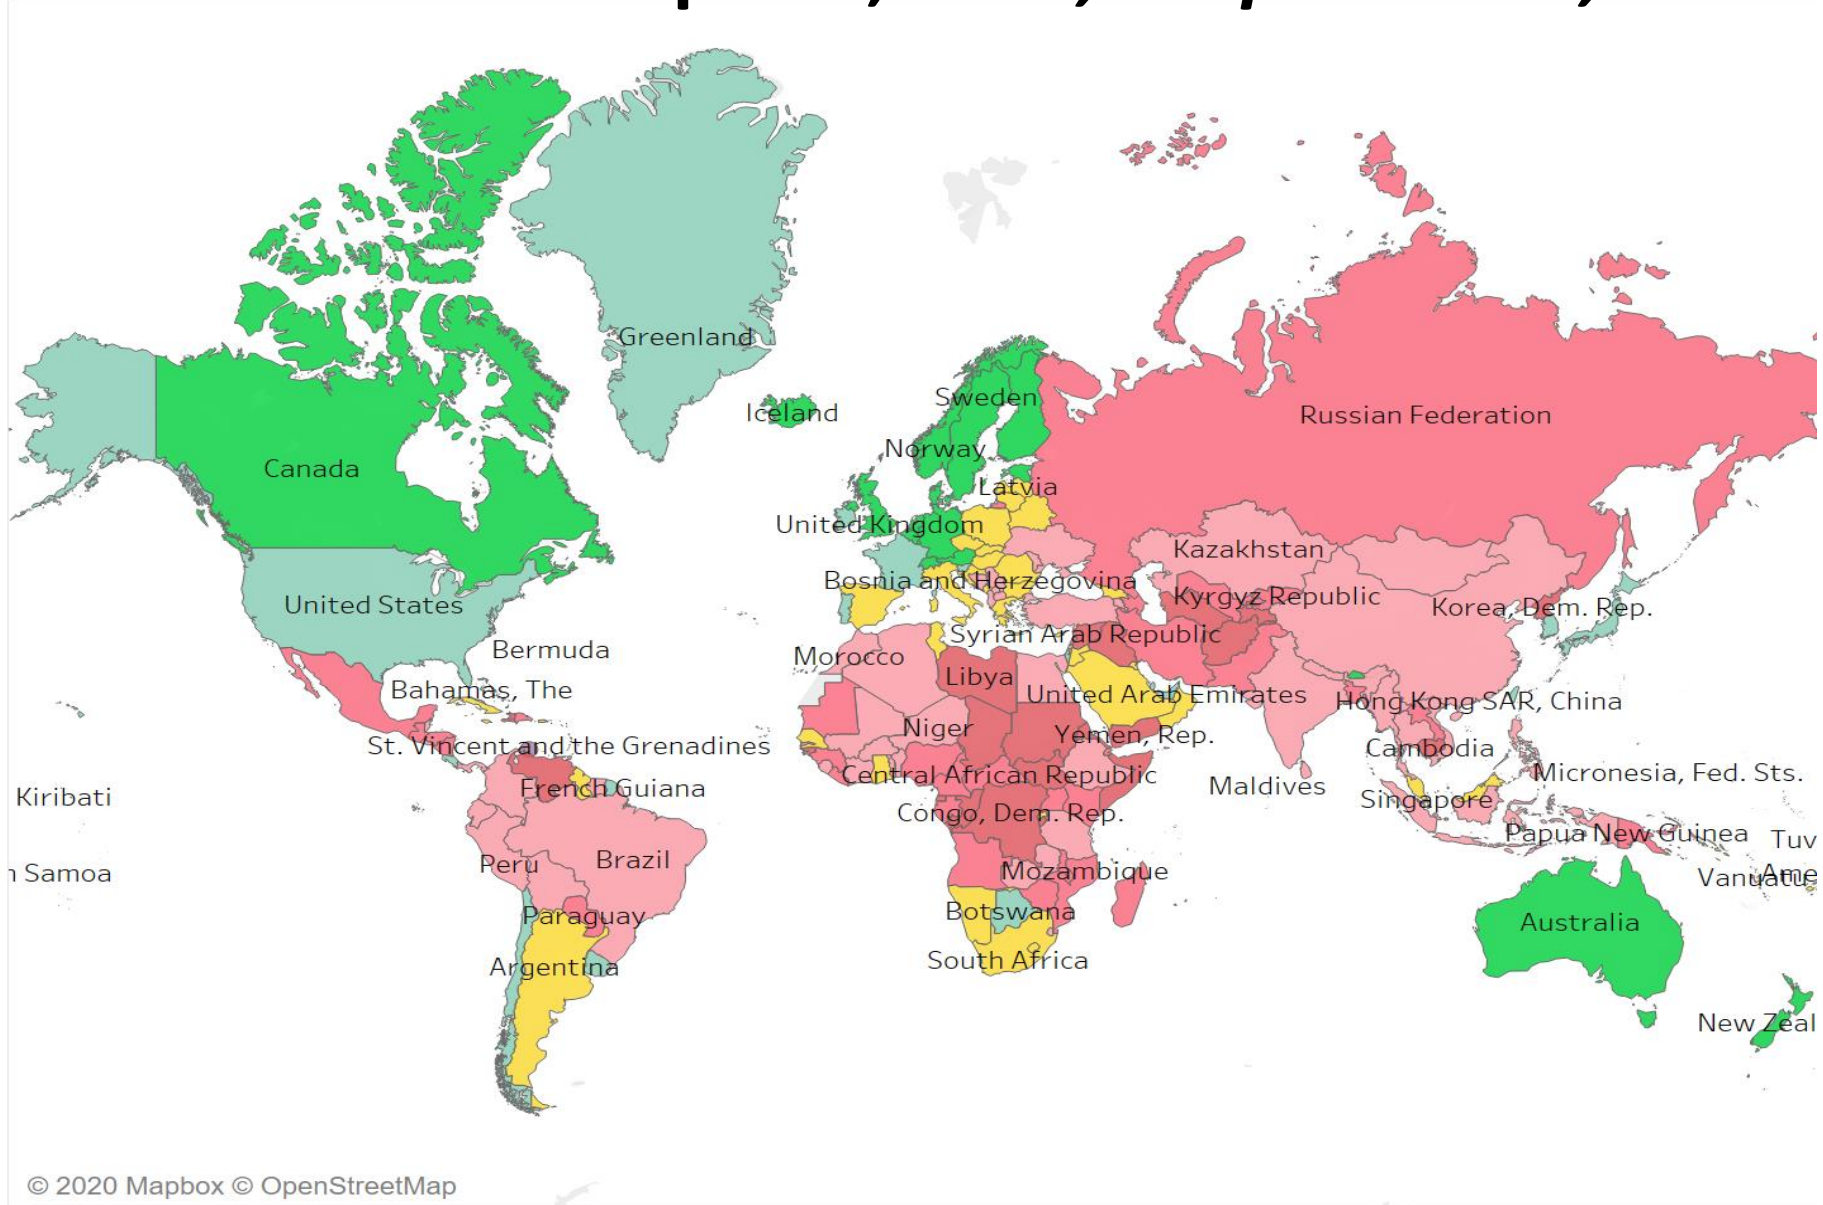 Greenland
Iceland
Sweden
Russian Federation
Norway
Canada
Latvia
United Kingdom
Kazakhstan
Bosnia and Herzegovina
Kyrgyz Republic
United States
Korea, Dem. Rep.
Syrian Arab Republic
Bermuda
Morocco
Libya
Bahamas, The
United Arab Emirates
Hong Kong SAR, China
Niger
Yemen, Rep.
St. Vincent and the Grenadines
Cambodia
Central African Republic
Micronesia, Fed. Sts.
French Guiana
Maldives
Kiribati
Singapore
Congo, Dem. Rep.
Papua New Guinea
Tuv
Peru
Brazil
Mozambique
n Samoa
Vanuatu
Ame
Botswana
Paraguay
Australia
South Africa
Argentina
New Zeal
© 2020 Mapbox © OpenStreetMap